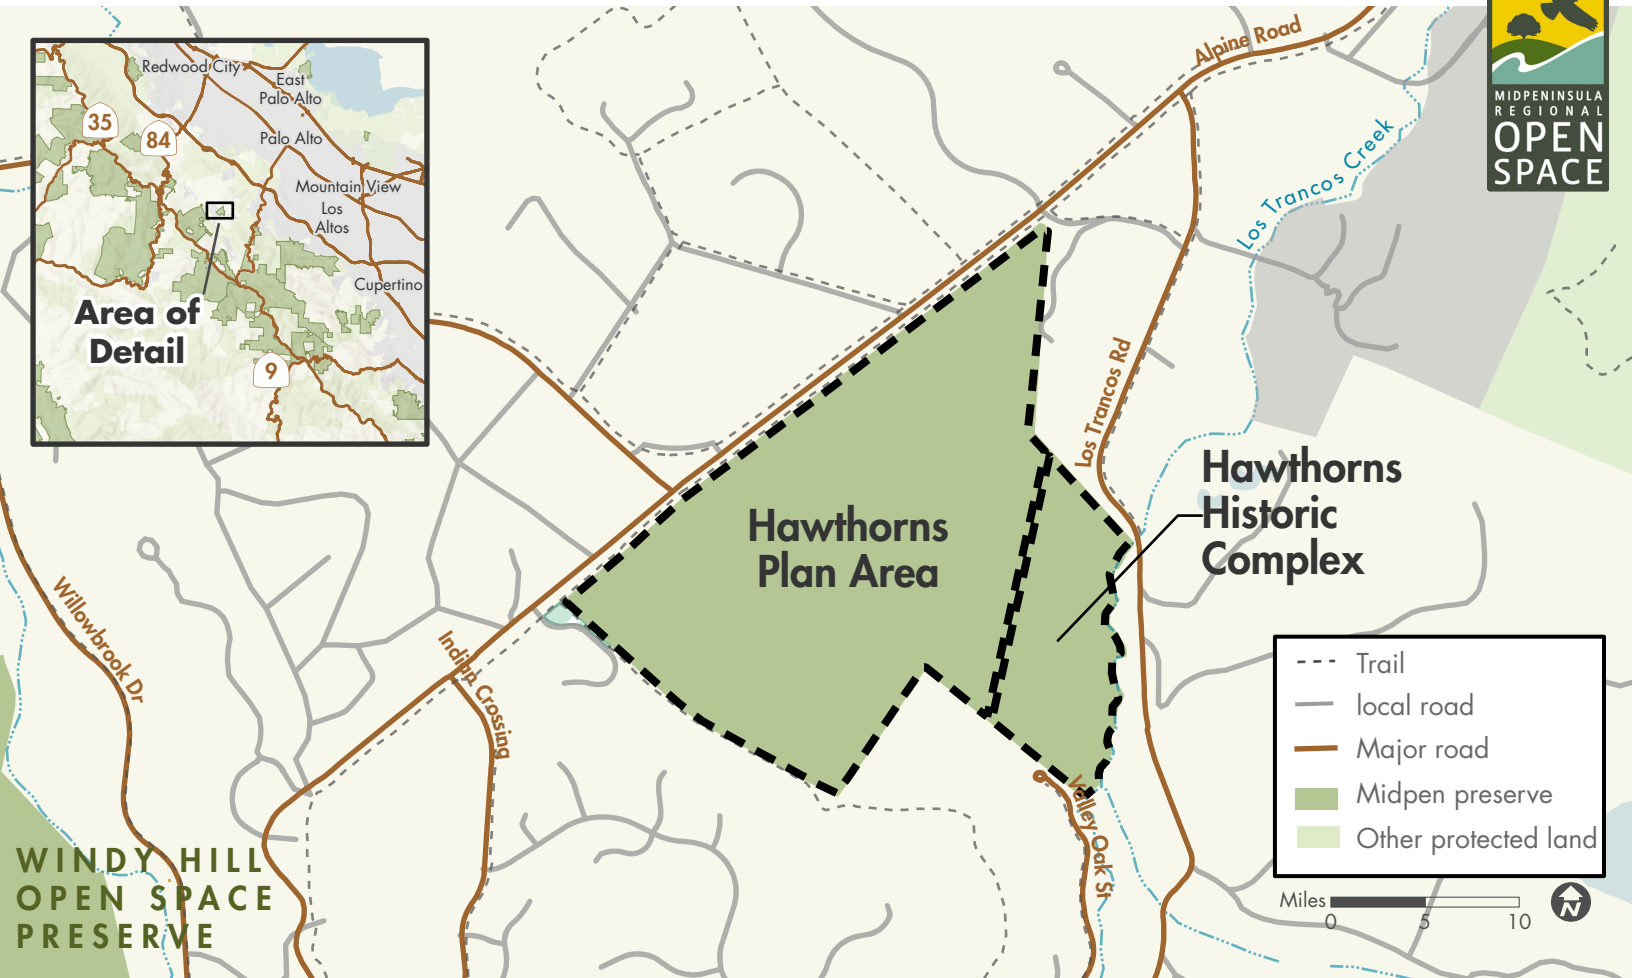 Redwood City
East
Palo Alto
35
84
Palo Alto
Mountain View
Los
Altos
Cupertino
Area of
Detail
9
Alpine Road
MIDPENINSULA
REGIONAL
OPEN
SPACE
Los Trancos Creek
Los Trancos Rd
Hawthorns
Historic
Complex
Hawthorns
Plan Area
Willowbrook Dr
Indian Crossing
Valley Oak St
WINDY HILL
OPEN SPACE
PRESERVE
Trail
local road
Major road
Midpen preserve
Other protected land
Miles
0 5 10
N